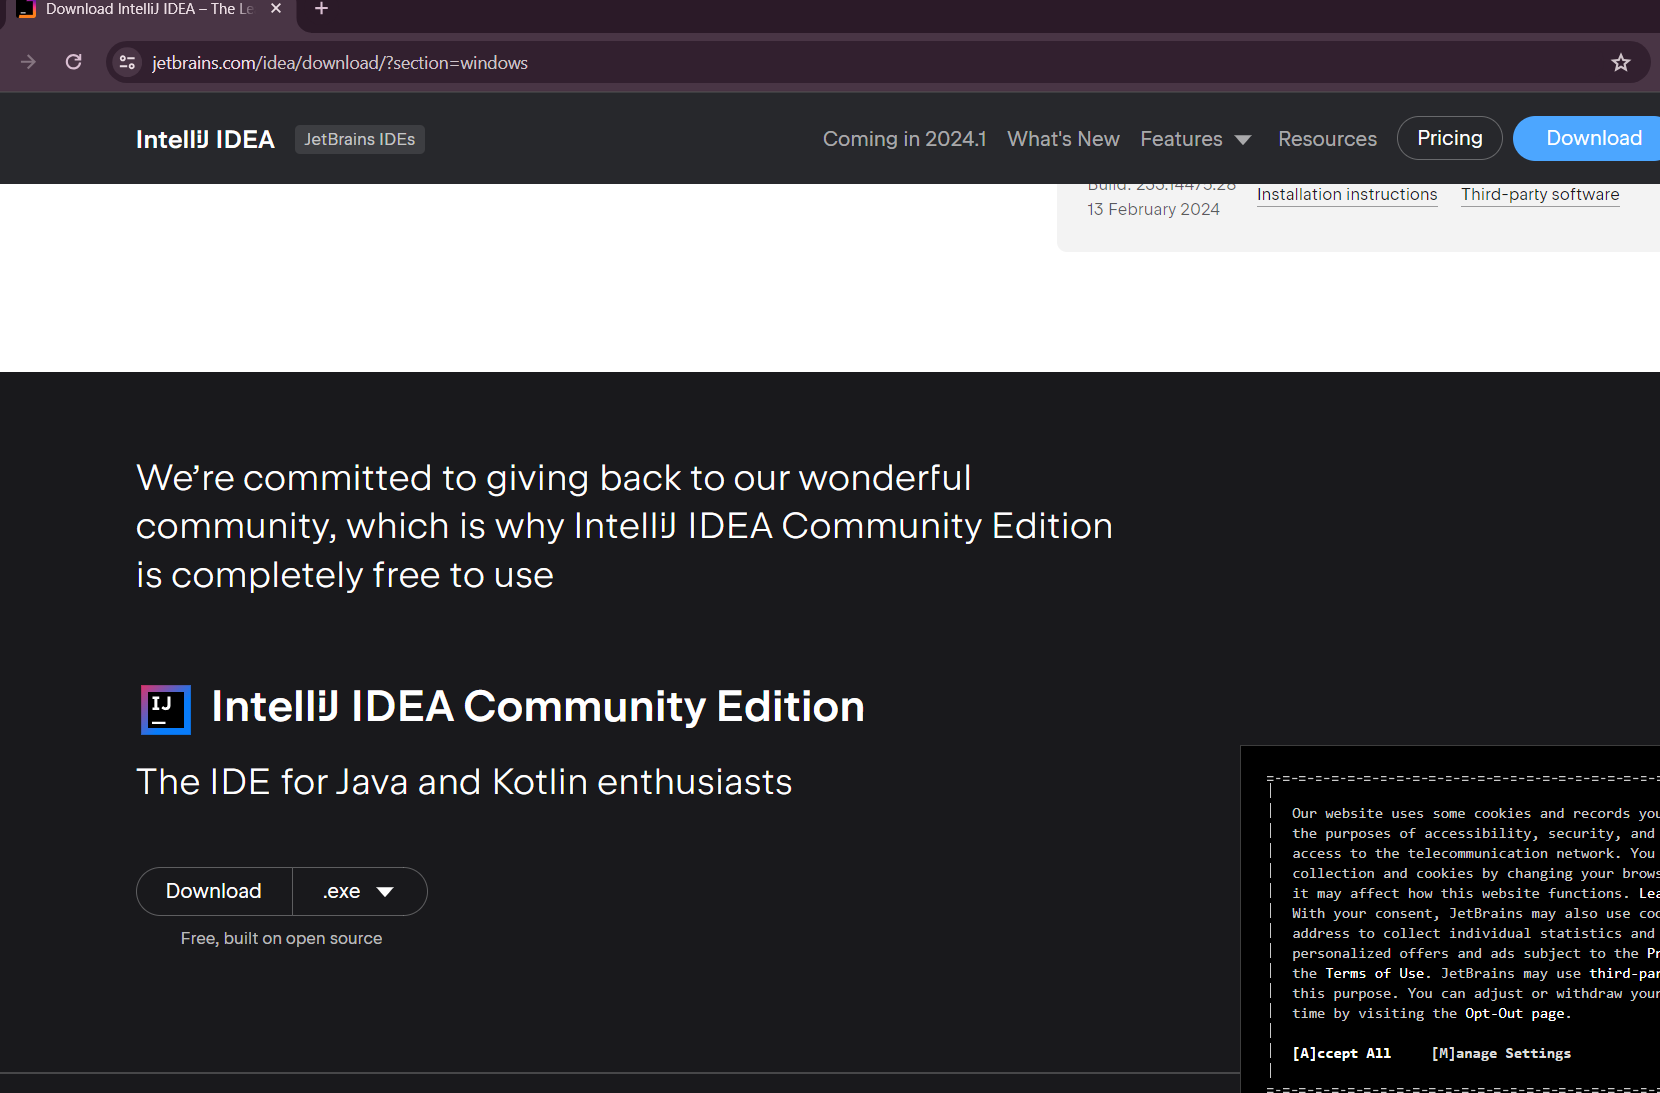 Download IntelliJ IDEA – The Le
jetbrains.com/idea/download/?section=windows
IntelliJ IDEA JetBrains IDEs Coming in 2024.1 What's New Features Resources Pricing Download
Build: 233.14475.28 Installation instructions Third-party software
13 February 2024
We're committed to giving back to our wonderful
community, which is why IntelliJ IDEA Community Edition
is completely free to use
IJ IntelliJ IDEA Community Edition
The IDE for Java and Kotlin enthusiasts
Download .exe
Free, built on open source
Our website uses some cookies and records you
the purposes of accessibility, security, and
access to the telecommunication network. You
collection and cookies by changing your brows
it may affect how this website functions. Lea
With your consent, JetBrains may also use coo
address to collect individual statistics and
personalized offers and ads subject to the Pr
the Terms of Use. JetBrains may use third-par
this purpose. You can adjust or withdraw your
time by visiting the Opt-Out page.
[A]ccept All [M]anage Settings